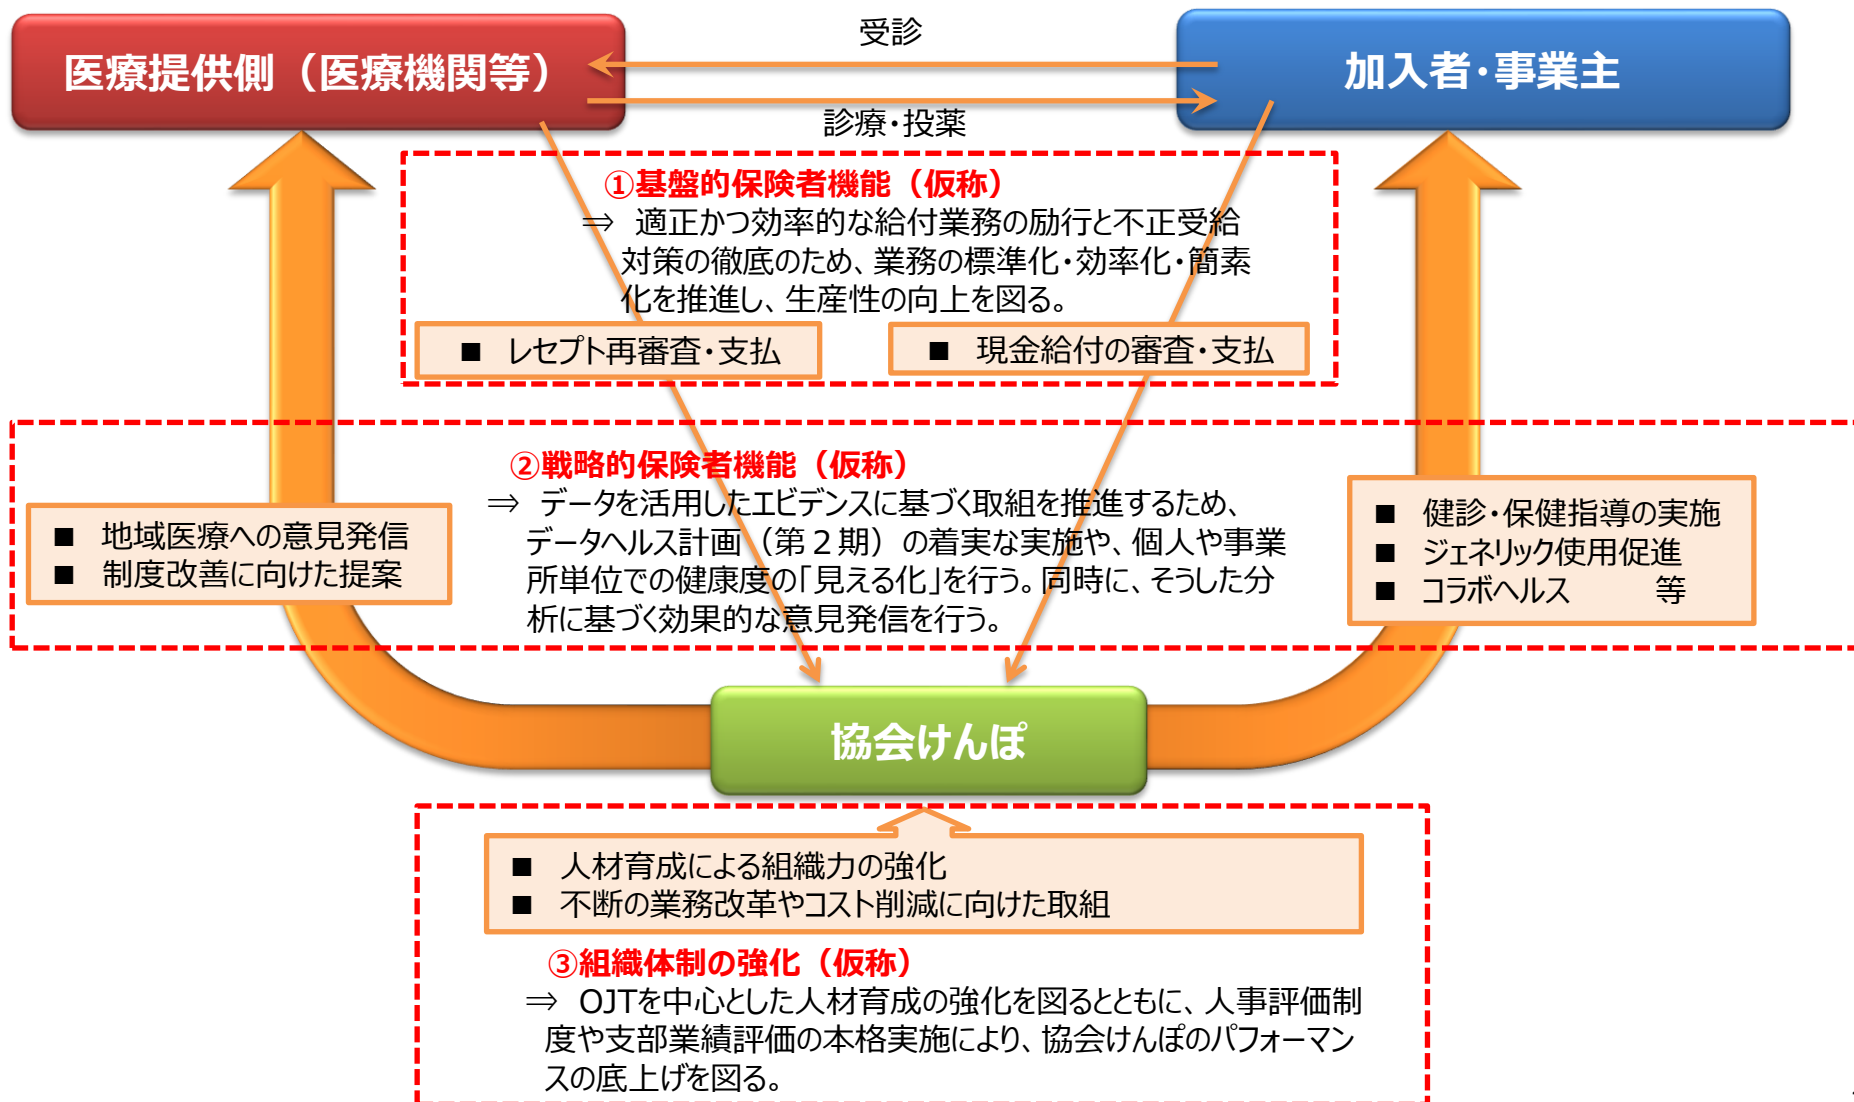 医療提供側（医療機関等）
受診
加入者・事業主
診療・投薬
①基盤的保険者機能（仮称）
⇒　適正かつ効率的な給付業務の励行と不正受給
対策の徹底のため、業務の標準化・効率化・簡素
化を推進し、生産性の向上を図る。
■　レセプト再審査・支払
■　現金給付の審査・支払
②戦略的保険者機能（仮称）
⇒　データを活用したエビデンスに基づく取組を推進するため、
データヘルス計画（第２期）の着実な実施や、個人や事業
所単位での健康度の「見える化」を行う。同時に、そうした分
析に基づく効果的な意見発信を行う。
■　地域医療への意見発信
■　制度改善に向けた提案
■　健診・保健指導の実施
■　ジェネリック使用促進
■　コラボヘルス　　　等
協会けんぽ
■　人材育成による組織力の強化
■　不断の業務改革やコスト削減に向けた取組
③組織体制の強化（仮称）
⇒　OJTを中心とした人材育成の強化を図るとともに、人事評価制
度や支部業績評価の本格実施により、協会けんぽのパフォーマン
スの底上げを図る。